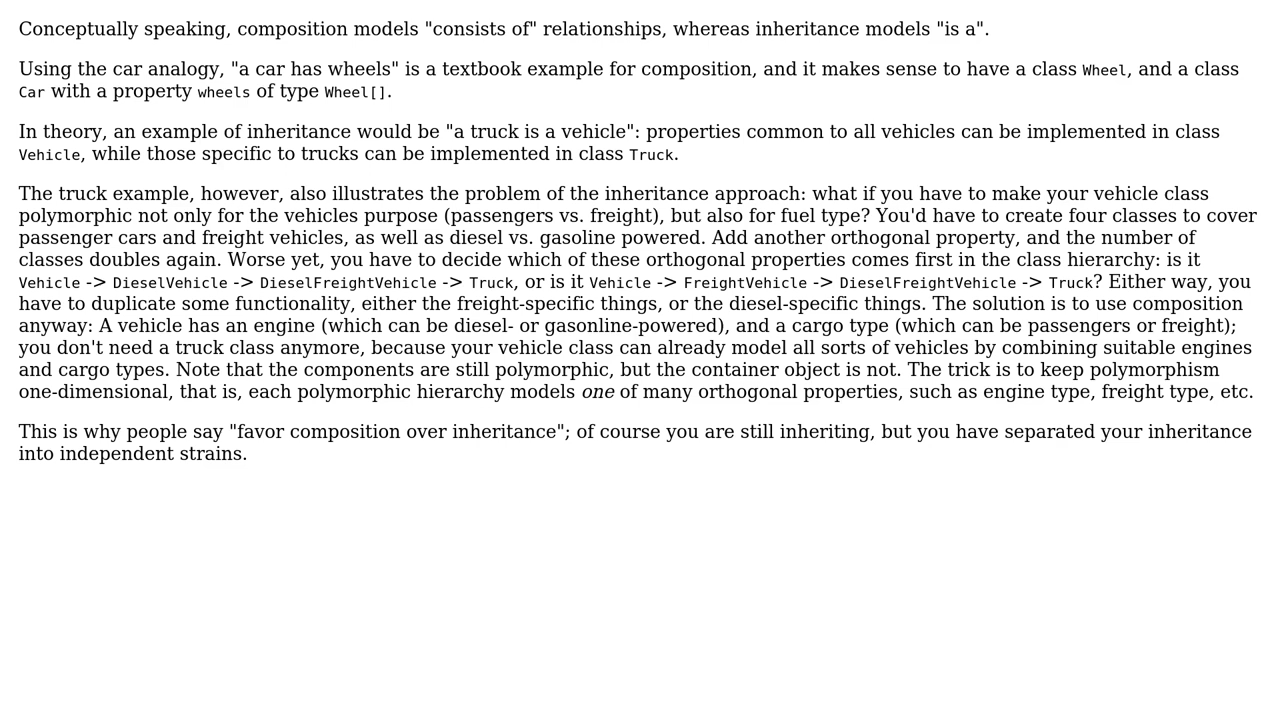 Conceptually speaking, composition models "consists of" relationships, whereas inheritance models "is a".
Using the car analogy, "a car has wheels" is a textbook example for composition, and it makes sense to have a class Wheel, and a class
Car with a property wheels of type Wheel[].
In theory, an example of inheritance would be "a truck is a vehicle": properties common to all vehicles can be implemented in class
Vehicle, while those specific to trucks can be implemented in class Truck.
The truck example, however, also illustrates the problem of the inheritance approach: what if you have to make your vehicle class
polymorphic not only for the vehicles purpose (passengers vs. freight), but also for fuel type? You'd have to create four classes to cover
passenger cars and freight vehicles, as well as diesel vs. gasoline powered. Add another orthogonal property, and the number of
classes doubles again. Worse yet, you have to decide which of these orthogonal properties comes first in the class hierarchy: is it
Vehicle -> DieselVehicle -> DieselFreightVehicle -> Truck, or is it Vehicle -> FreightVehicle -> DieselFreightVehicle -> Truck? Either way, you
have to duplicate some functionality, either the freight-specific things, or the diesel-specific things. The solution is to use composition
anyway: A vehicle has an engine (which can be diesel- or gasonline-powered), and a cargo type (which can be passengers or freight);
you don't need a truck class anymore, because your vehicle class can already model all sorts of vehicles by combining suitable engines
and cargo types. Note that the components are still polymorphic, but the container object is not. The trick is to keep polymorphism
one-dimensional, that is, each polymorphic hierarchy models one of many orthogonal properties, such as engine type, freight type, etc.
This is why people say "favor composition over inheritance"; of course you are still inheriting, but you have separated your inheritance
into independent strains.